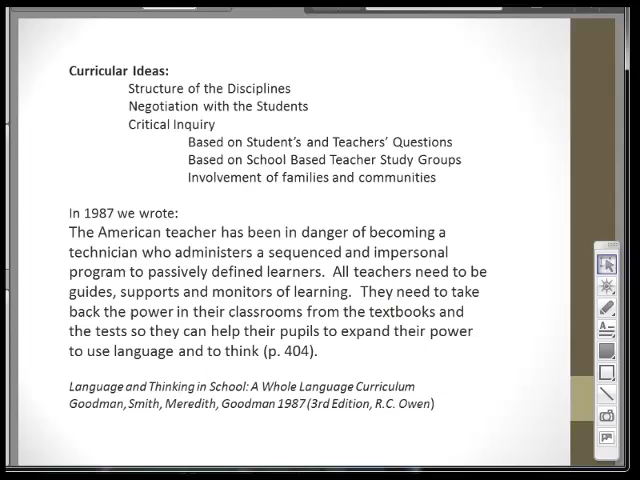 Curricular Ideas:
Structure of the Disciplines
Negotiation with the Students
Critical Inquiry
Based on Student's and Teachers' Questions
Based on School Based Teacher Study Groups
Involvement of families and communities
In 1987 we wrote:
The American teacher has been in danger of becoming a
technician who administers a sequenced and impersonal
program to passively defined learners. All teachers need to be
guides, supports and monitors of learning. They need to take
back the power in their classrooms from the textbooks and
the tests so they can help their pupils to expand their power
to use language and to think (p. 404).
Language and Thinking in School: A Whole Language Curriculum
Goodman, Smith, Meredith, Goodman 1987 (3rd Edition, R.C. Owen)